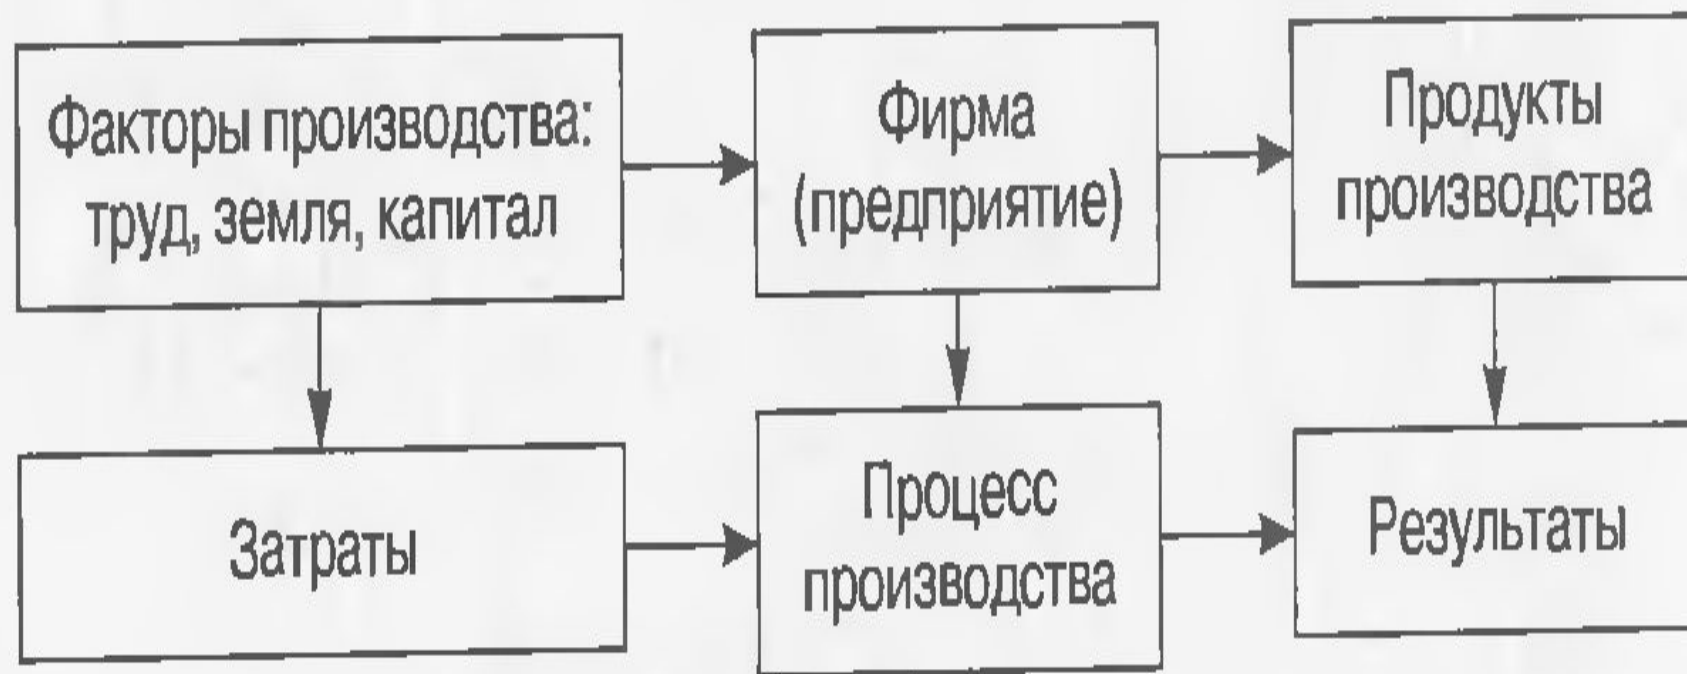 Факторы производства:
труд, земля, капитал
Фирма
(предприятие)
Продукты
производства
Затраты
Процесс
производства
Результаты